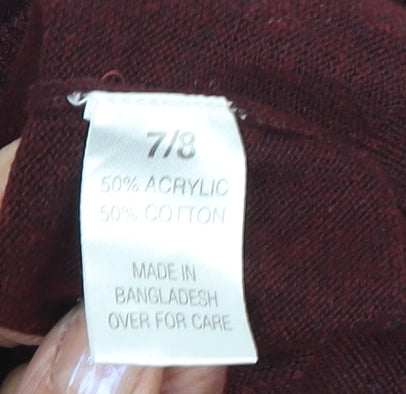 7/8
50% ACRYLIC
50% COTTON
MADE IN
BANGLADESH
OVER FOR CARE